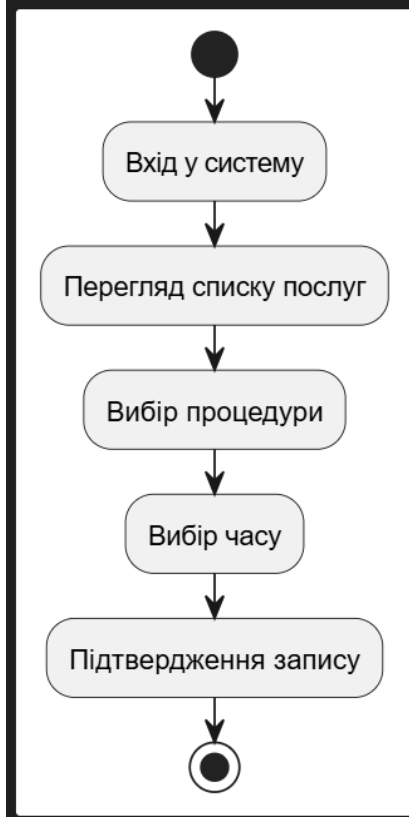 Вхід у систему
Перегляд списку послуг
Вибір процедури
Вибір часу
Підтвердження запису